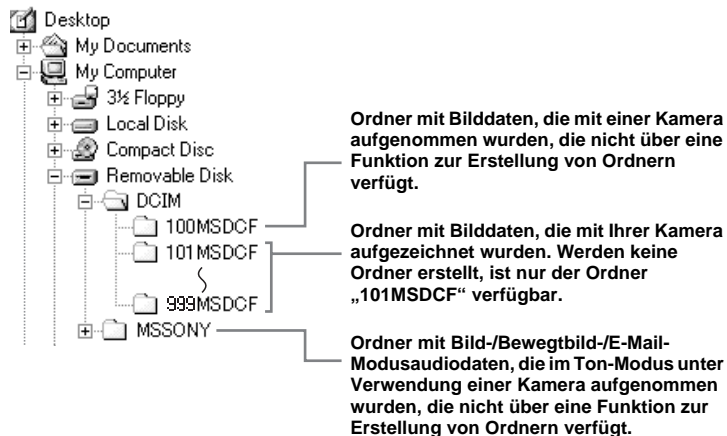 Desktop
My Documents
My Computer
3½ Floppy
Local Disk
Compact Disc
Removable Disk
DCIM
100MSDCF
101MSDCF
999MSDCF
MSSONY
Ordner mit Bilddaten, die mit einer Kamera
aufgenommen wurden, die nicht über eine
Funktion zur Erstellung von Ordnern
verfügt.
Ordner mit Bilddaten, die mit Ihrer Kamera
aufgezeichnet wurden. Werden keine
Ordner erstellt, ist nur der Ordner
„101MSDCF“ verfügbar.
Ordner mit Bild-/Bewegtbild-/E-Mail-
Modusaudiodaten, die im Ton-Modus unter
Verwendung einer Kamera aufgenommen
wurden, die nicht über eine Funktion zur
Erstellung von Ordnern verfügt.